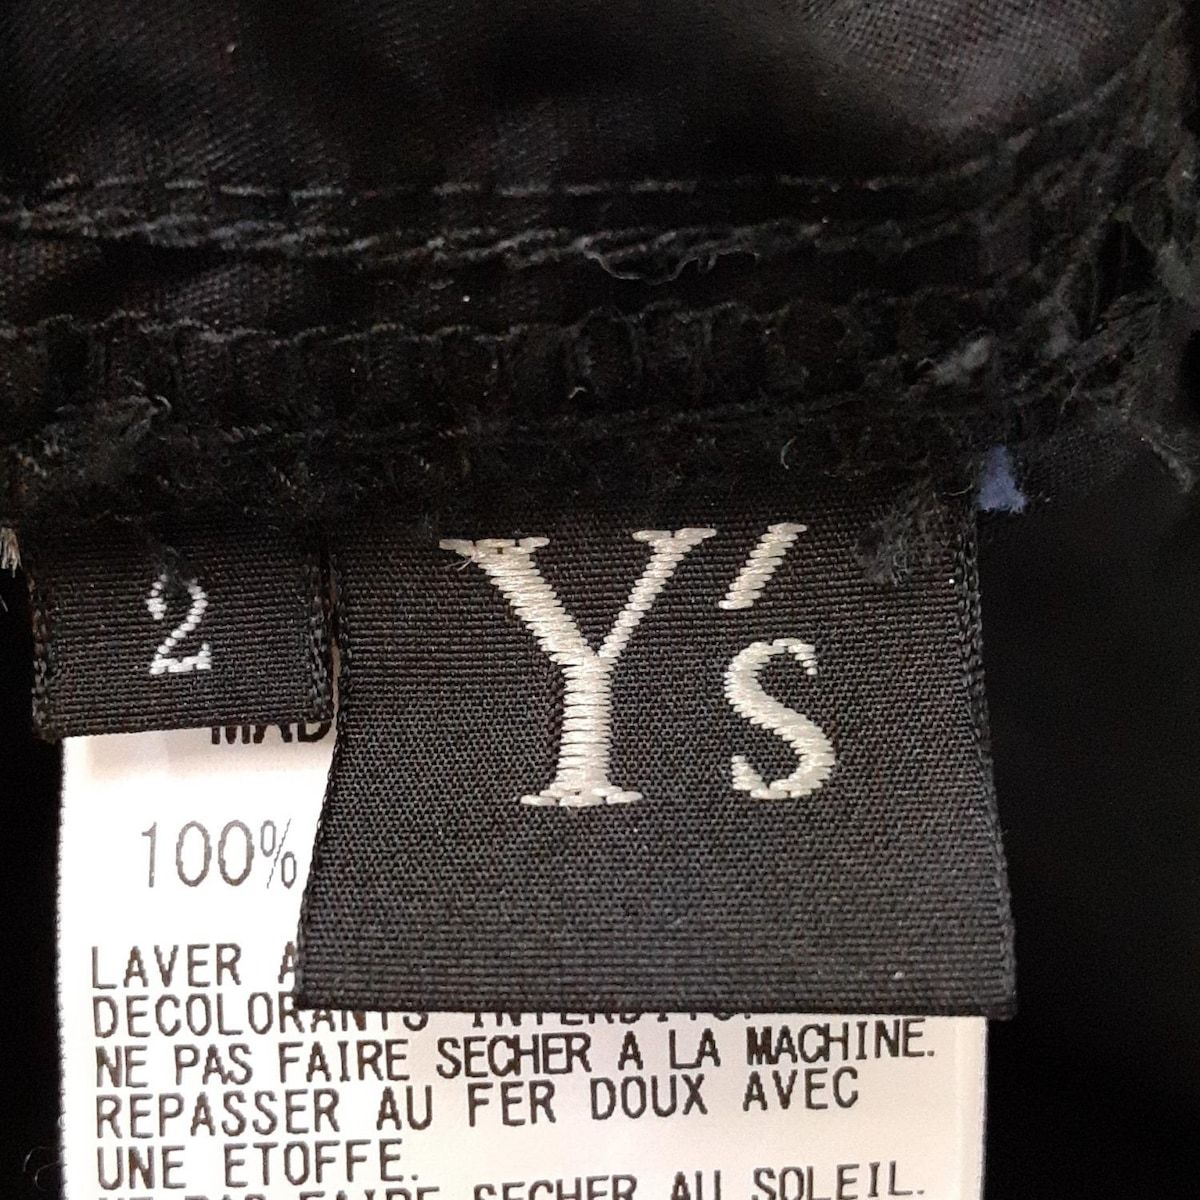 2
Y's
100%
LAVER
DECOLORANTS INTERDITS.
NE PAS FAIRE SECHER A LA MACHINE.
REPASSER AU FER DOUX AVEC
UNE ETOFFE.
NE PAS FAIRE SECHER AU SOLEIL.